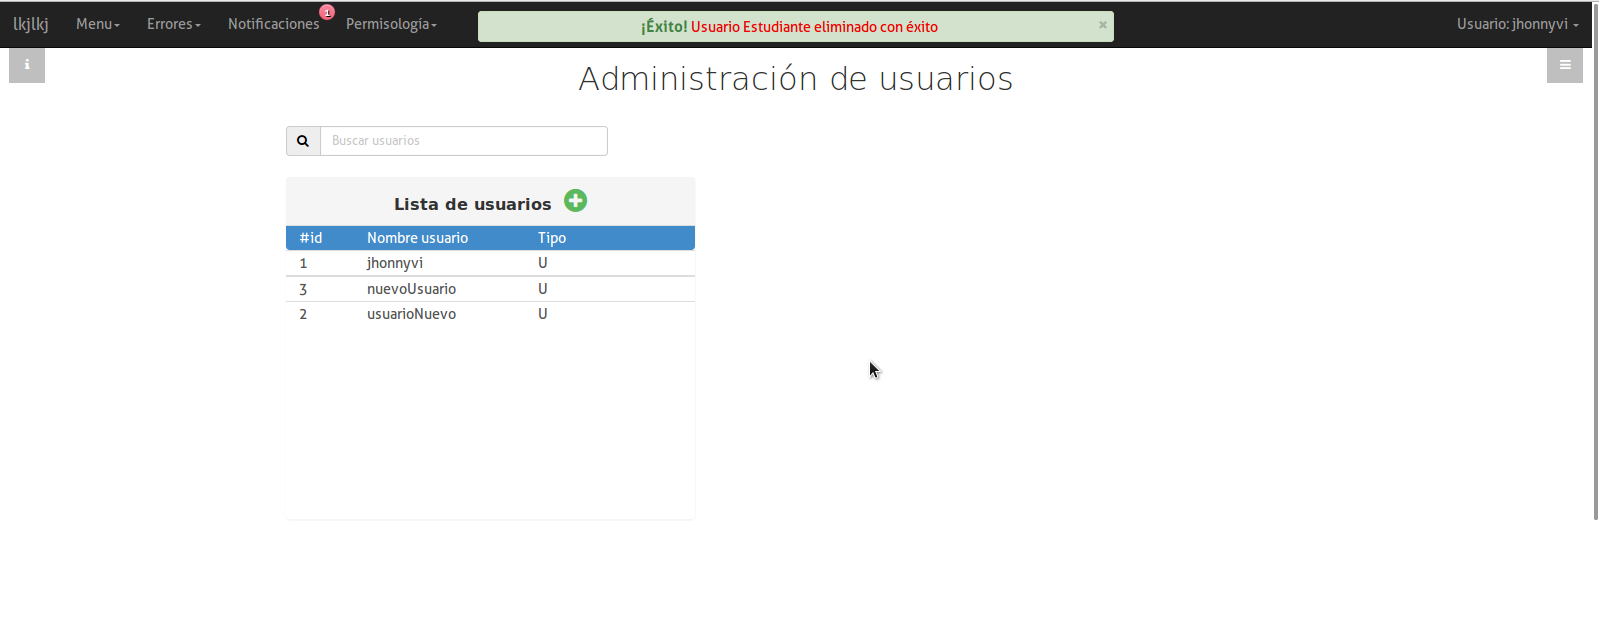 lkjlkj Menu Errores Notificaciones 1 Permisología ¡Éxito! Usuario Estudiante eliminado con éxito × Usuario: jhonnyvi
Administración de usuarios
Buscar usuarios
Lista de usuarios
#id Nombre usuario Tipo
1 jhonnyvi U
3 nuevoUsuario U
2 usuarioNuevo U